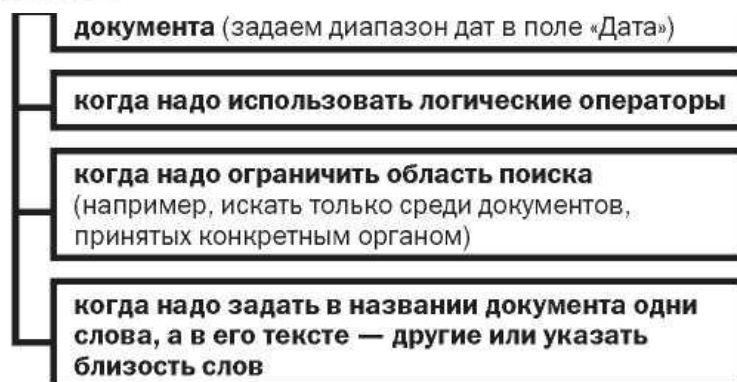 документа (задаем диапазон дат в поле «Дата»)
когда надо использовать логические операторы
когда надо ограничить область поиска
(например, искать только среди документов,
принятых конкретным органом)
когда надо задать в названии документа одни
слова, а в его тексте — другие или указать
близость слов